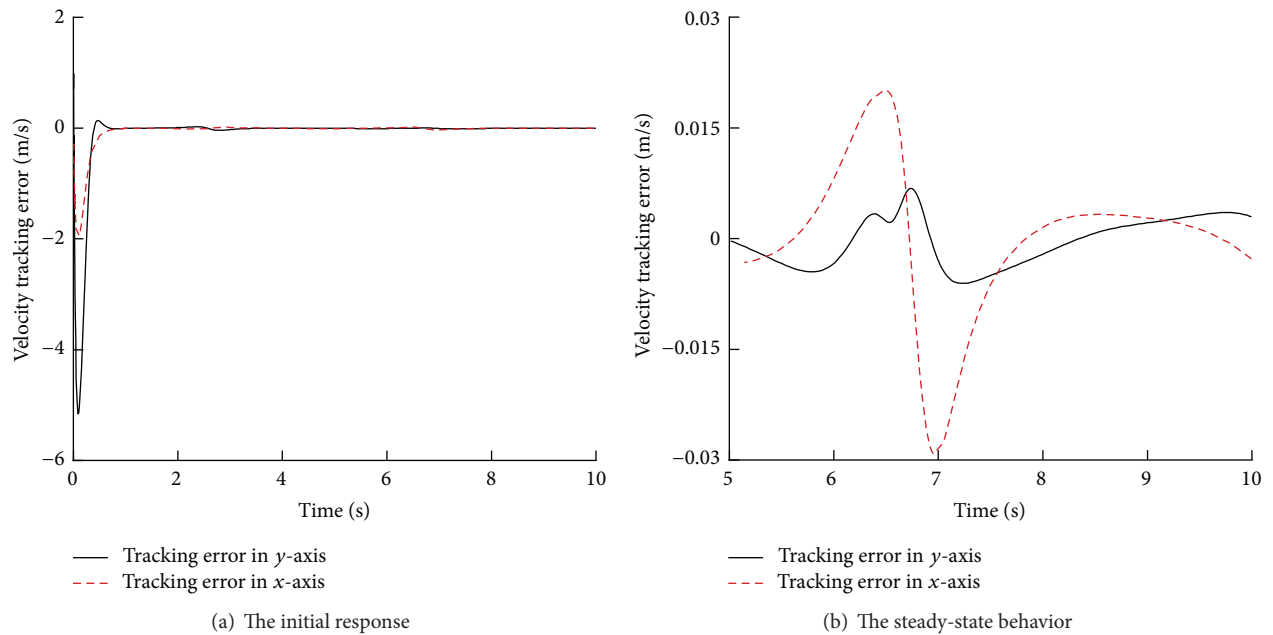 2
0
−2
−4
−6
Velocity tracking error (m/s)
0
2
4
6
8
10
Time (s)
Tracking error in y-axis
Tracking error in x-axis
(a) The initial response
0.03
0.015
0
−0.015
−0.03
Velocity tracking error (m/s)
5
6
7
8
9
10
Time (s)
Tracking error in y-axis
Tracking error in x-axis
(b) The steady-state behavior